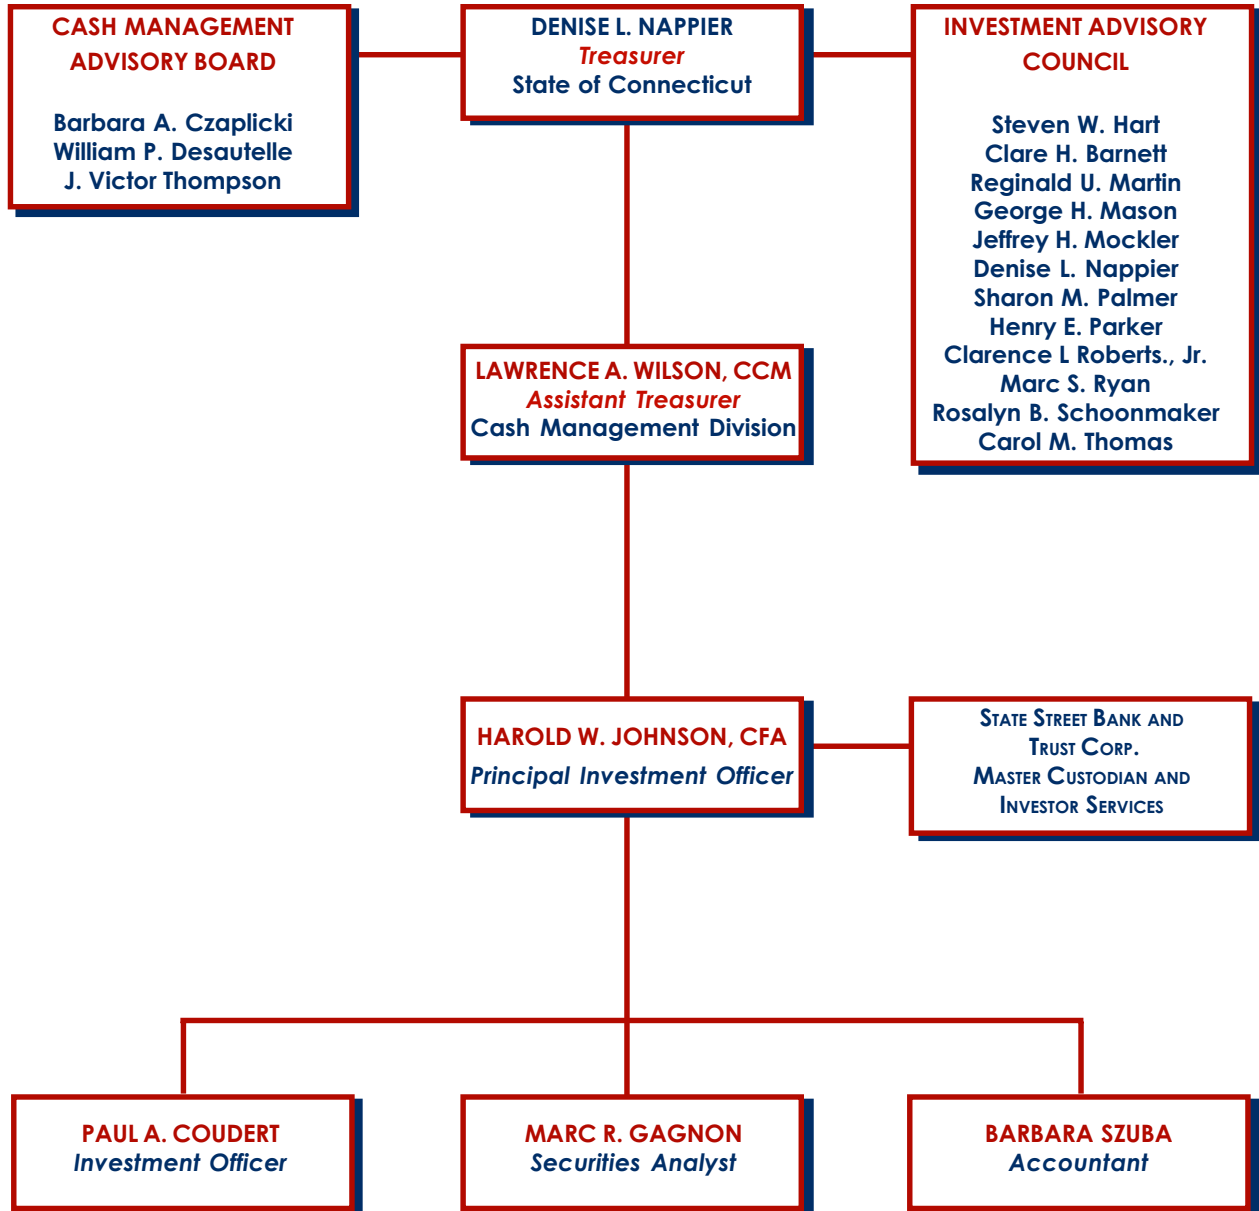 CASH MANAGEMENT
ADVISORY BOARD
Barbara A. Czaplicki
William P. Desautelle
J. Victor Thompson
DENISE L. NAPPIER
Treasurer
State of Connecticut
INVESTMENT ADVISORY
COUNCIL
Steven W. Hart
Clare H. Barnett
Reginald U. Martin
George H. Mason
Jeffrey H. Mockler
Denise L. Nappier
Sharon M. Palmer
Henry E. Parker
Clarence L Roberts., Jr.
Marc S. Ryan
Rosalyn B. Schoonmaker
Carol M. Thomas
LAWRENCE A. WILSON, CCM
Assistant Treasurer
Cash Management Division
HAROLD W. JOHNSON, CFA
Principal Investment Officer
STATE STREET BANK AND
TRUST CORP.
MASTER CUSTODIAN AND
INVESTOR SERVICES
PAUL A. COUDERT
Investment Officer
MARC R. GAGNON
Securities Analyst
BARBARA SZUBA
Accountant